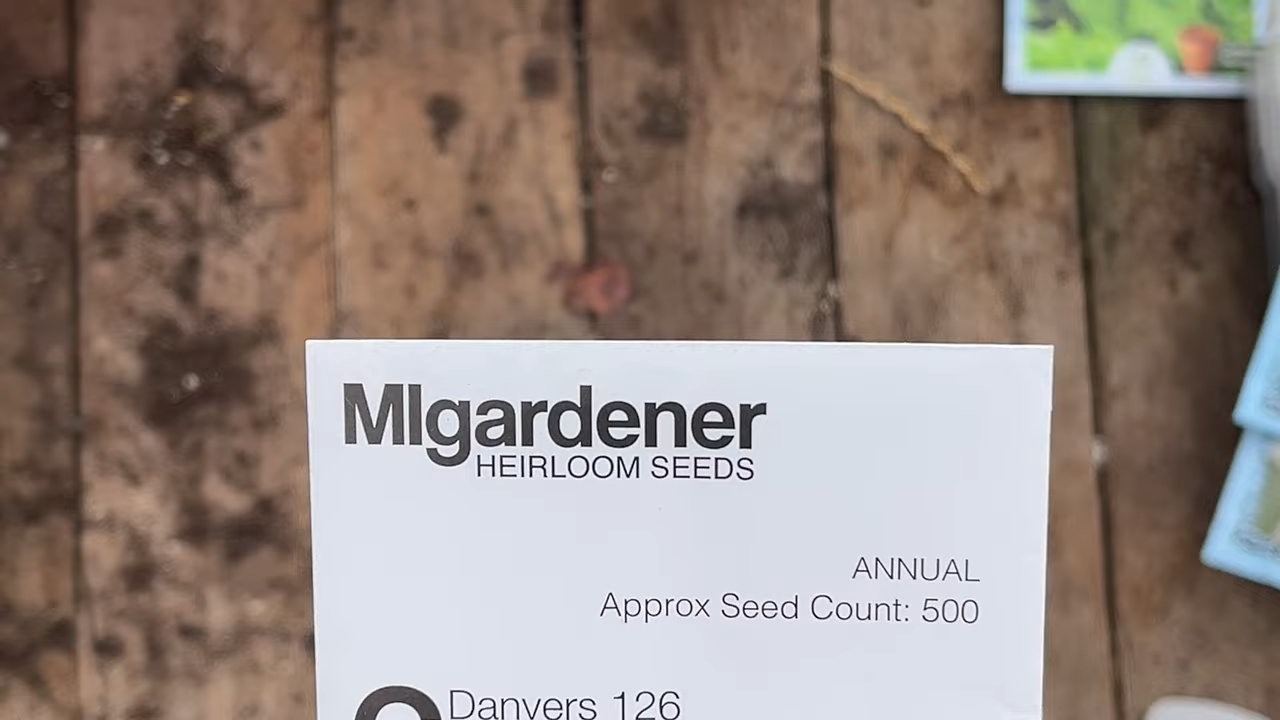 MIgardener
HEIRLOOM SEEDS
ANNUAL
Approx Seed Count: 500
Danvers 126